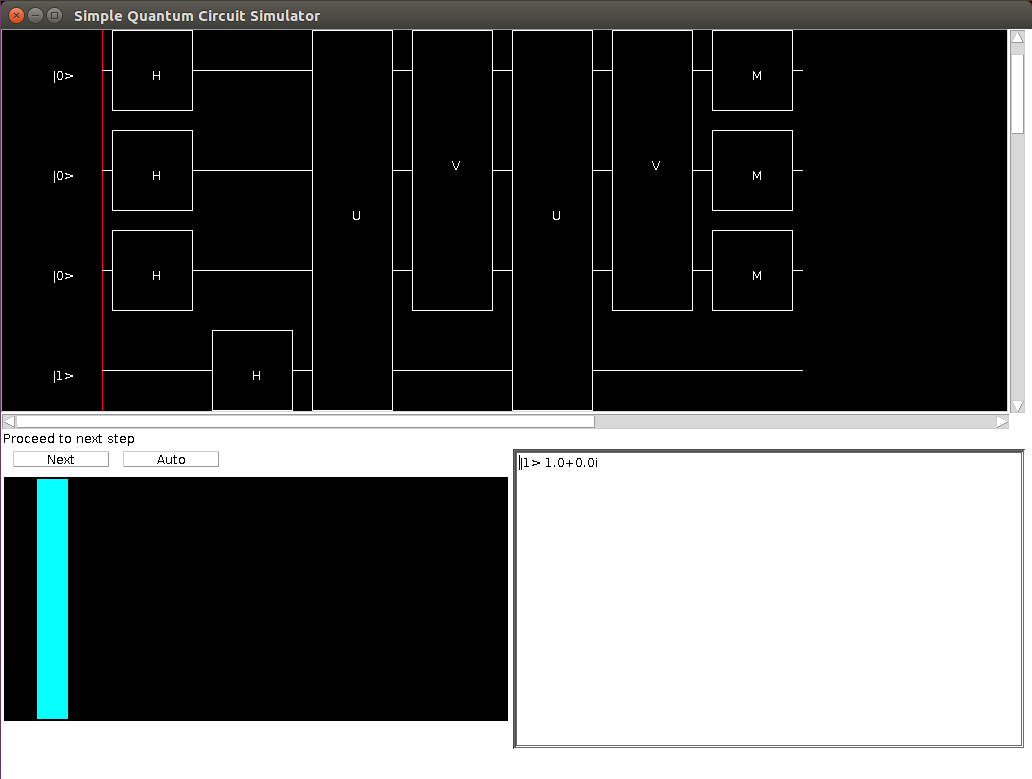 Simple Quantum Circuit Simulator
|0> H M
|0> H V V M
U U
|0> H M
|1> H
Proceed to next step
Next Auto
|1> 1.0+0.0i